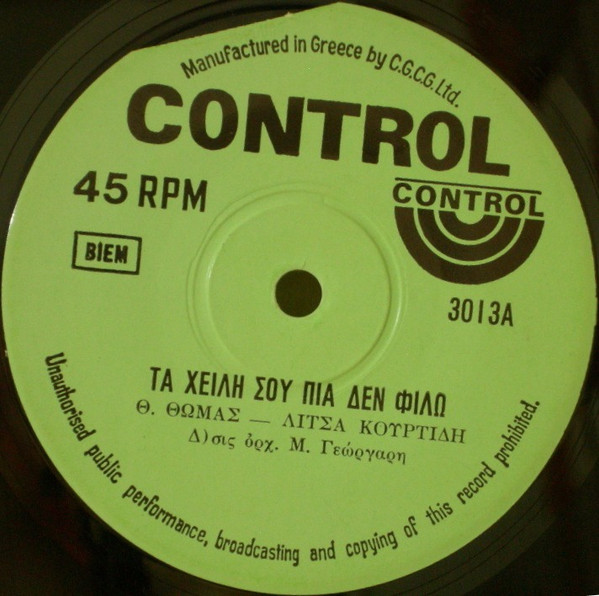 Manufactured in Greece by C.G.C.G.Ltd.
CONTROL
45 RPM
CONTROL
BIEM
3013A
ΤΑ ΧΕΙΛΗ ΣΟΥ ΠΙΑ ΔΕΝ ΦΙΛΩ
Θ. ΘΩΜΑΣ — ΛΙΤΣΑ ΚΟΥΡΤΙΔΗ
Δ)σις ὀρχ. Μ. Γεώργαρη
Unauthorised public performance, broadcasting and copying of this record prohibited.